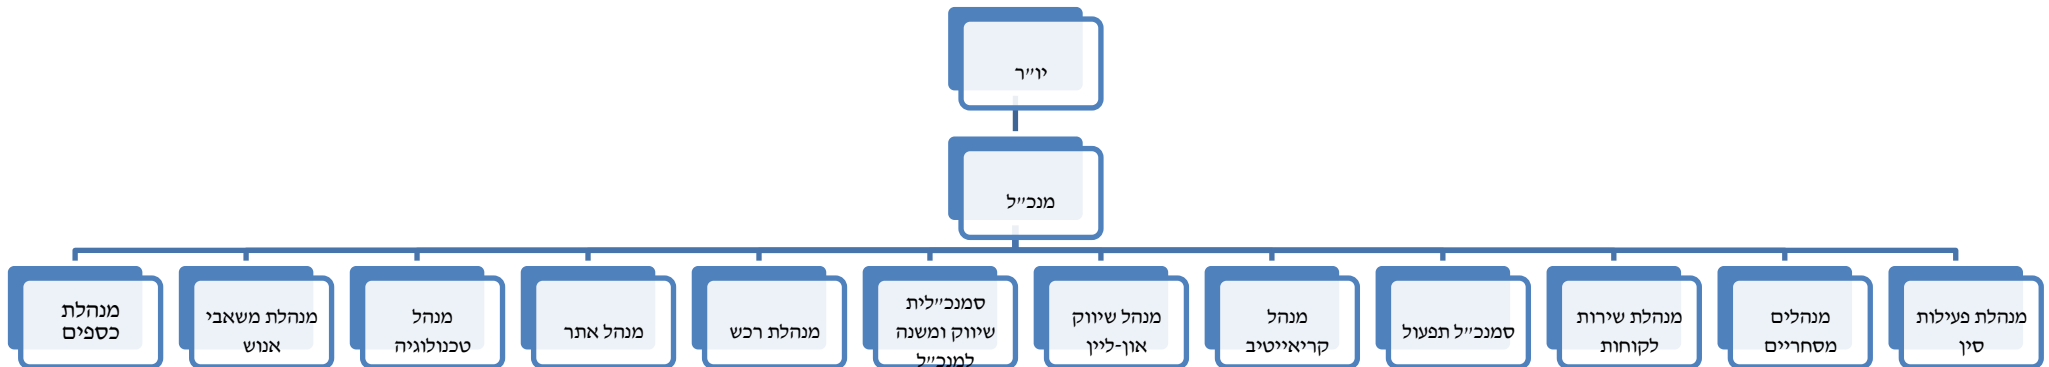 יו"ר
מנכ"ל
מנהלת פעילות
סין
מנהלים
מסחריים
מנהלת שירות
לקוחות
סמנכ"ל תפעול
מנהל
קריאייטיב
מנהל שיווק
און-ליין
סמנכ"לית
שיווק ומשנה
למנכ"ל
מנהלת רכש
מנהל אתר
מנהל
טכנולוגיה
מנהלת משאבי
אנוש
מנהלת
כספים